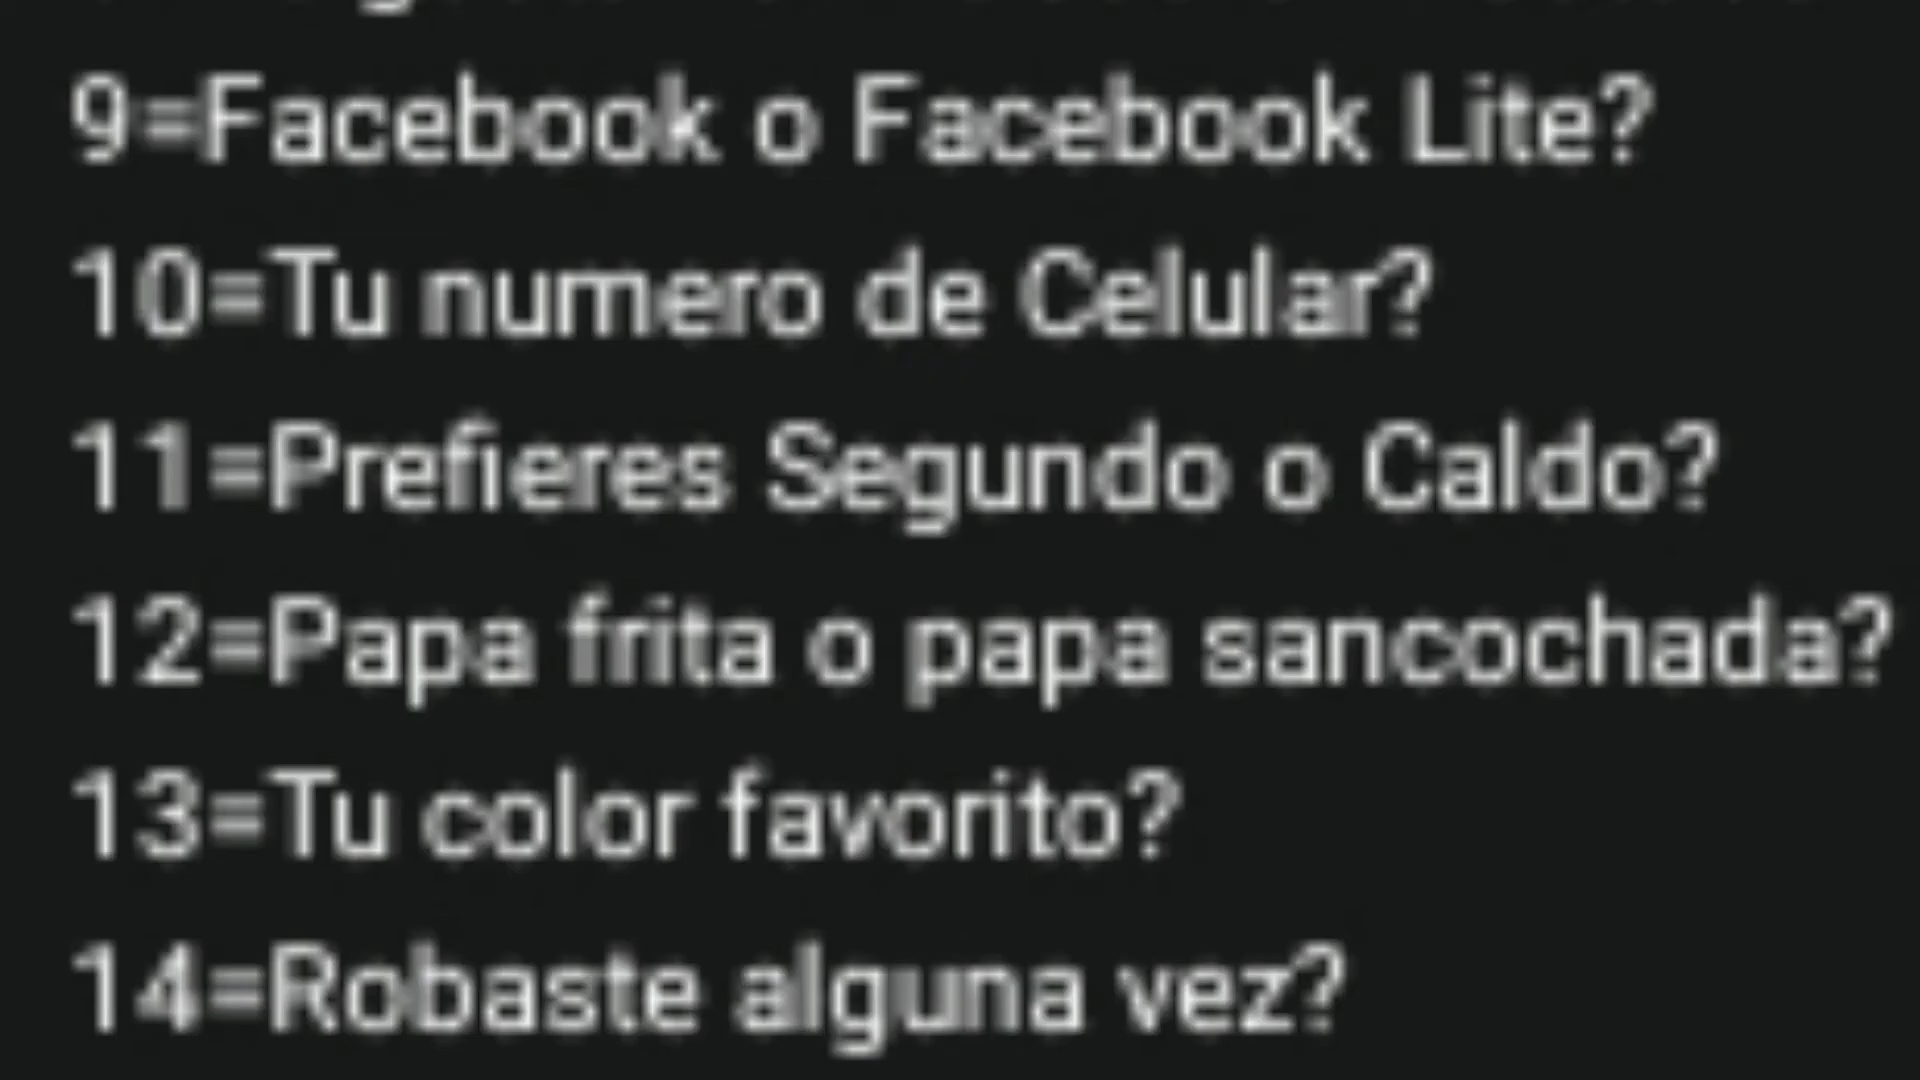 9=Facebook o Facebook Lite?
10=Tu numero de Celular?
11=Prefieres Segundo o Caldo?
12=Papa frita o papa sancochada?
13=Tu color favorito?
14=Robaste alguna vez?